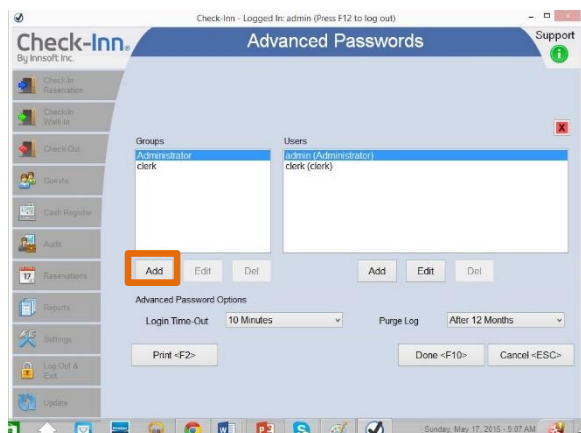 Check-Inn - Logged In: admin (Press F12 to log out)
Check-Inn®
By Innsoft Inc.
Advanced Passwords
Support
Check-In
Reservation
Check-In
Walk-In
Check-Out
Guests
Cash Register
Audit
17
Reservations
Reports
Settings
Log Out &
Exit
Update
X
Groups
Users
Administrator
clerk
admin (Administrator)
clerk (clerk)
Add Edit Del
Add Edit Del
Advanced Password Options
Login Time-Out 10 Minutes
Purge Log After 12 Months
Print <F2>
Done <F10> Cancel <ESC>
Sunday, May 17, 2015 - 9:07 AM